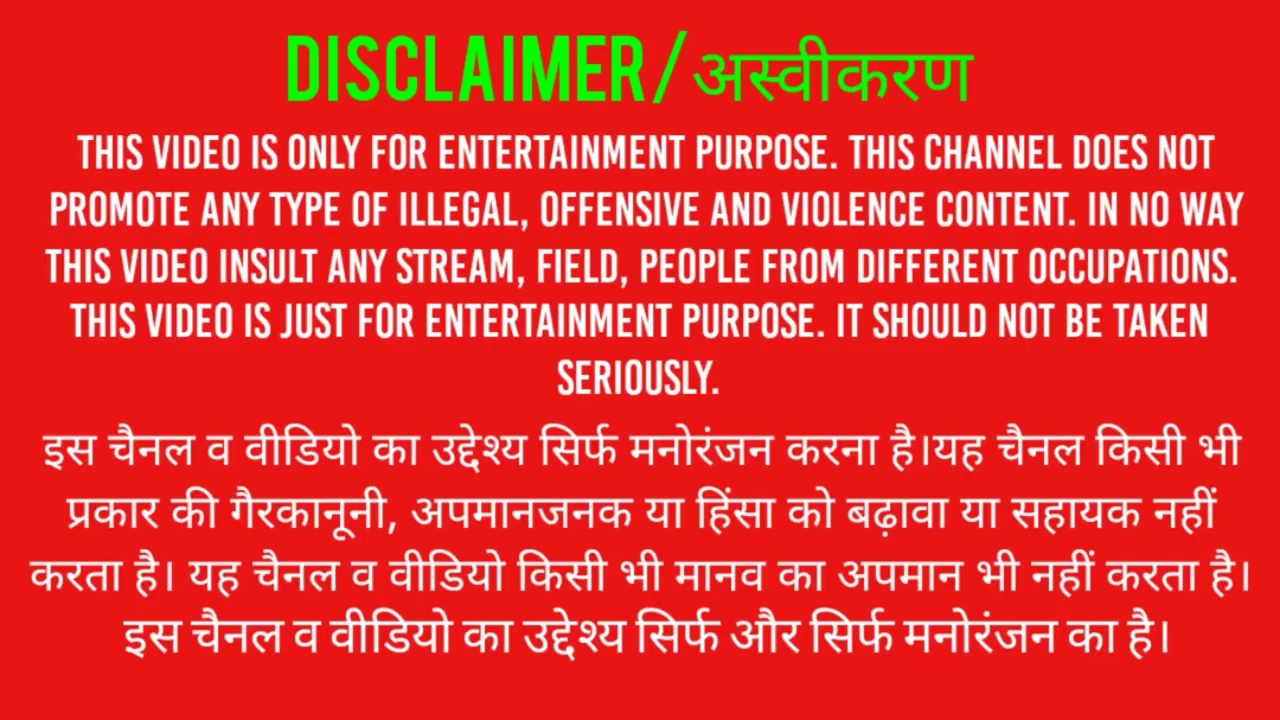 DISCLAIMER/अस्वीकरण
THIS VIDEO IS ONLY FOR ENTERTAINMENT PURPOSE. THIS CHANNEL DOES NOT
PROMOTE ANY TYPE OF ILLEGAL, OFFENSIVE AND VIOLENCE CONTENT. IN NO WAY
THIS VIDEO INSULT ANY STREAM, FIELD, PEOPLE FROM DIFFERENT OCCUPATIONS.
THIS VIDEO IS JUST FOR ENTERTAINMENT PURPOSE. IT SHOULD NOT BE TAKEN
SERIOUSLY.
इस चैनल व वीडियो का उद्देश्य सिर्फ मनोरंजन करना है।यह चैनल किसी भी
प्रकार की गैरकानूनी, अपमानजनक या हिंसा को बढ़ावा या सहायक नहीं
करता है। यह चैनल व वीडियो किसी भी मानव का अपमान भी नहीं करता है।
इस चैनल व वीडियो का उद्देश्य सिर्फ और सिर्फ मनोरंजन का है।